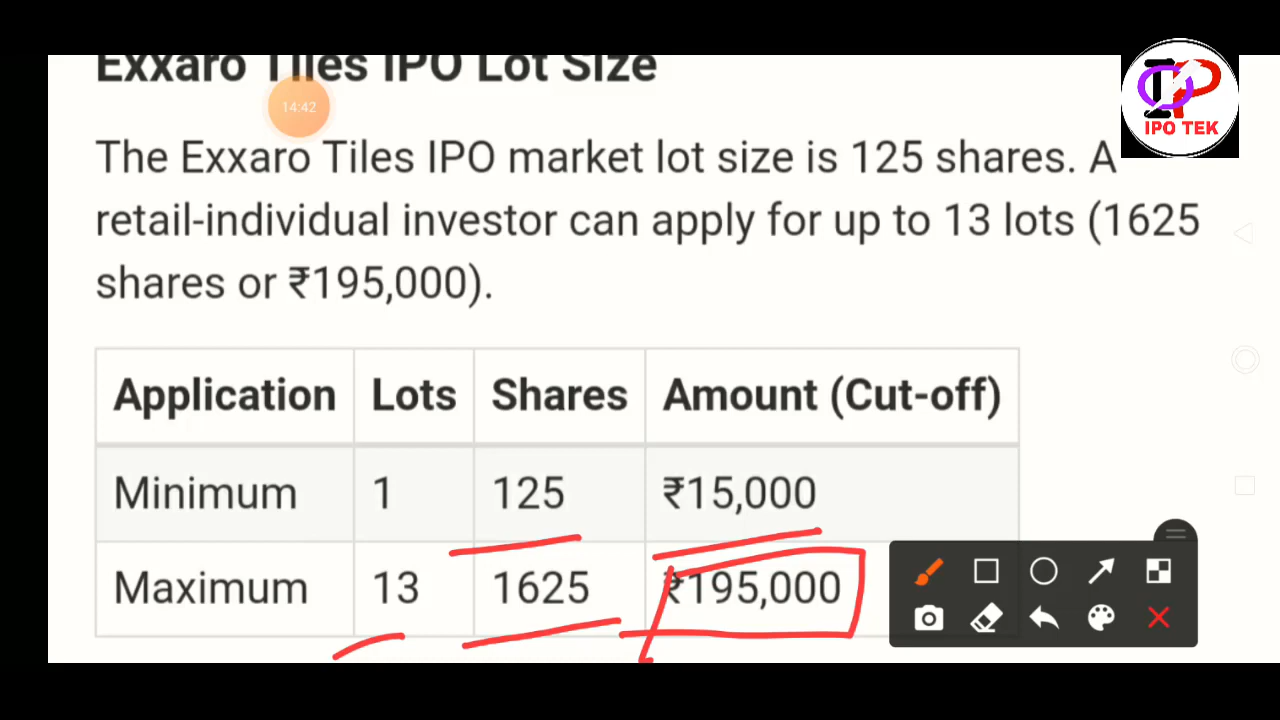 Exxaro Tiles IPO Lot Size
14:42
IPO TEK
The Exxaro Tiles IPO market lot size is 125 shares. A
retail-individual investor can apply for up to 13 lots (1625
shares or ₹195,000).
Application Lots Shares Amount (Cut-off)
Minimum 1 125 ₹15,000
Maximum 13 1625 ₹195,000